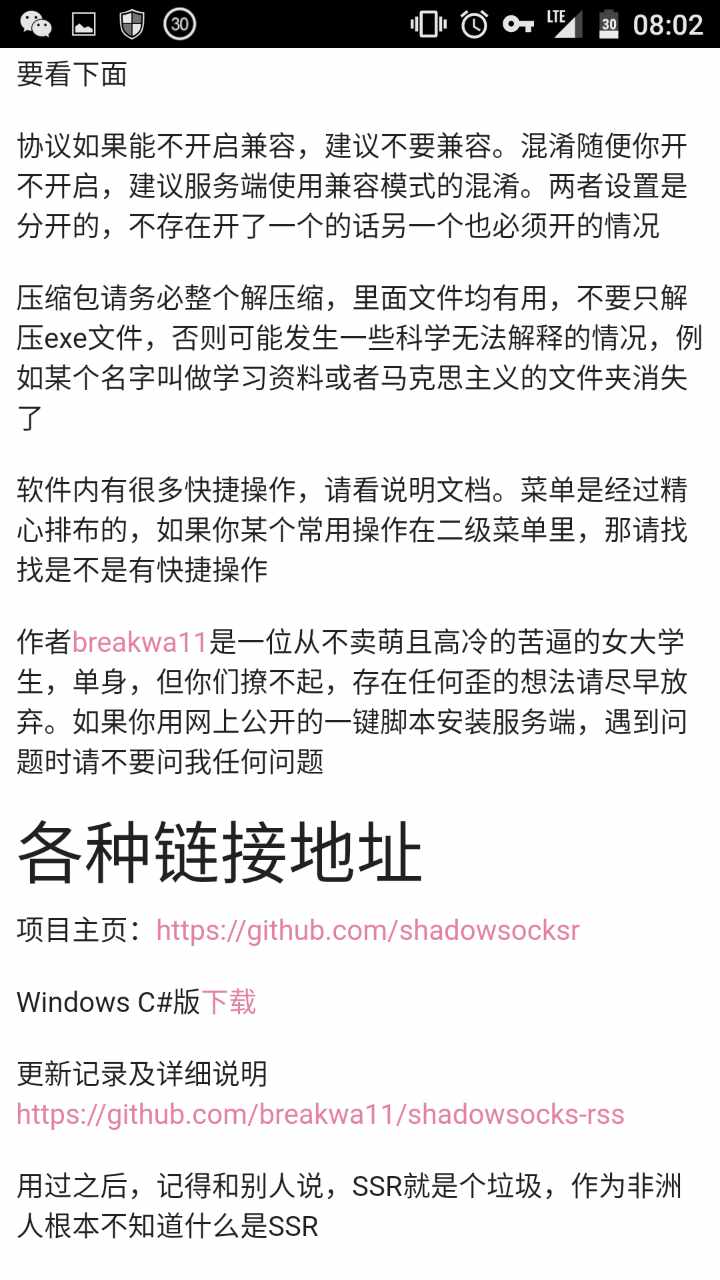 30
LTE
30
08:02
要看下面
协议如果能不开启兼容，建议不要兼容。混淆随便你开
不开启，建议服务端使用兼容模式的混淆。两者设置是
分开的，不存在开了一个的话另一个也必须开的情况
压缩包请务必整个解压缩，里面文件均有用，不要只解
压exe文件，否则可能发生一些科学无法解释的情况，例
如某个名字叫做学习资料或者马克思主义的文件夹消失
了
软件内有很多快捷操作，请看说明文档。菜单是经过精
心排布的，如果你某个常用操作在二级菜单里，那请找
找是不是有快捷操作
作者breakwa11是一位从不卖萌且高冷的苦逼的女大学
生，单身，但你们撩不起，存在任何歪的想法请尽早放
弃。如果你用网上公开的一键脚本安装服务端，遇到问
题时请不要问我任何问题
各种链接地址
项目主页：https://github.com/shadowsocksr
Windows C#版下载
更新记录及详细说明
https://github.com/breakwa11/shadowsocks-rss
用过之后，记得和别人说，SSR就是个垃圾，作为非洲
人根本不知道什么是SSR